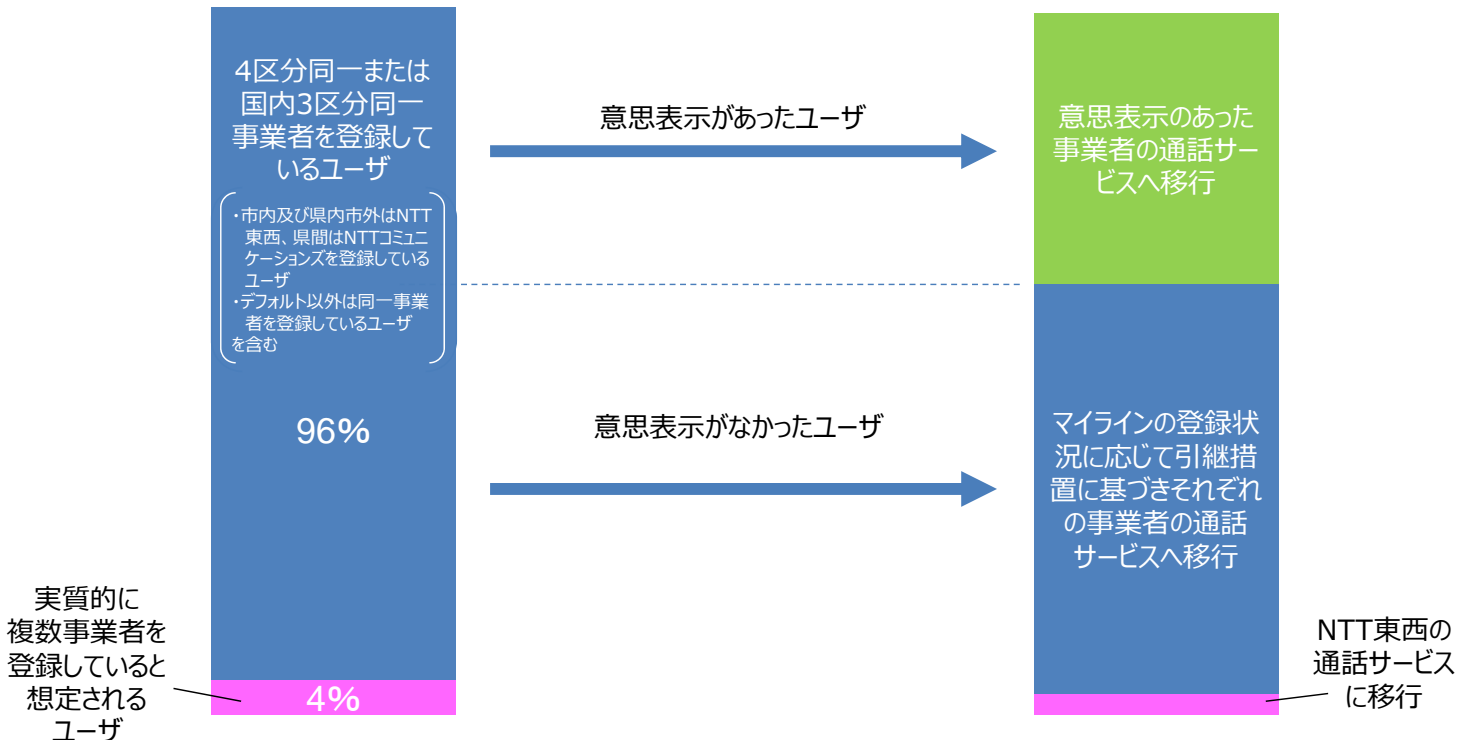 4区分同一または
国内3区分同一
事業者を登録して
いるユーザ
・市内及び県内市外はNTT
東西、県間はNTTコミュニ
ケーションズを登録している
ユーザ
・デフォルト以外は同一事業
者を登録しているユーザ
を含む
96%
4%
実質的に
複数事業者を
登録していると
想定される
ユーザ
意思表示があったユーザ
意思表示がなかったユーザ
意思表示のあった
事業者の通話サー
ビスへ移行
マイラインの登録状
況に応じて引継措
置に基づきそれぞれ
の事業者の通話
サービスへ移行
NTT東西の
通話サービス
に移行